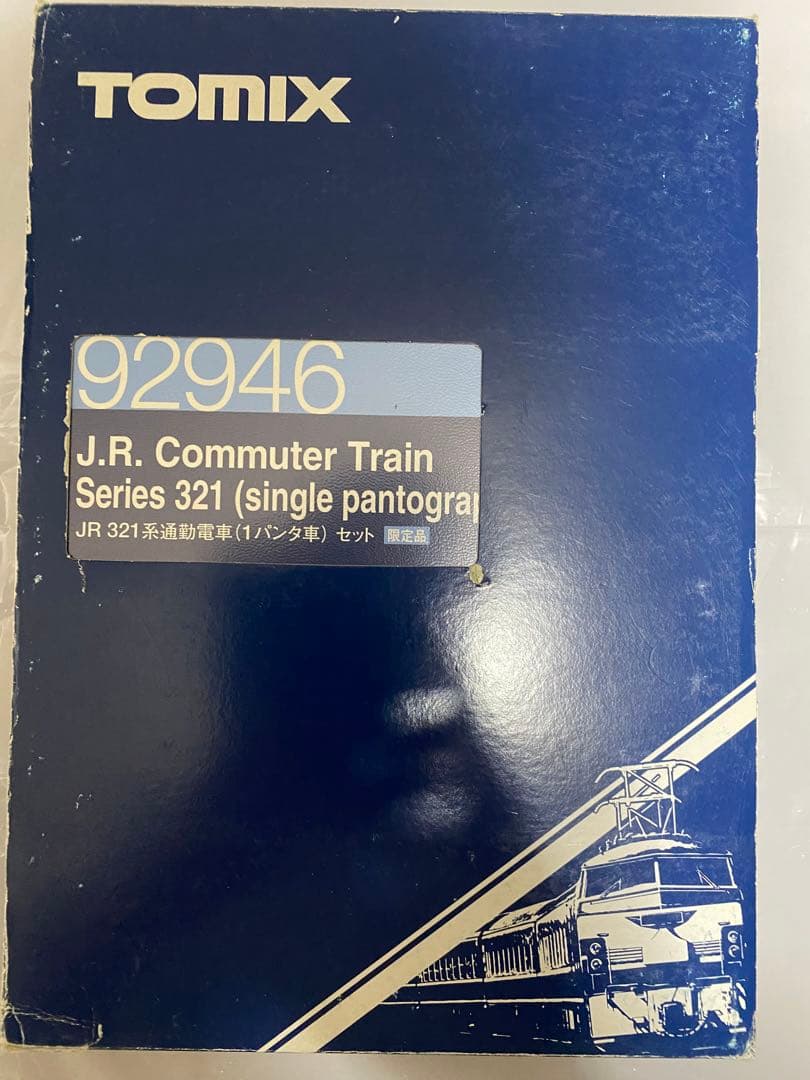 TOMIX
92946
J.R. Commuter Train
Series 321 (single pantogra
JR 321系通勤電車(1パンタ車) セット 限定品